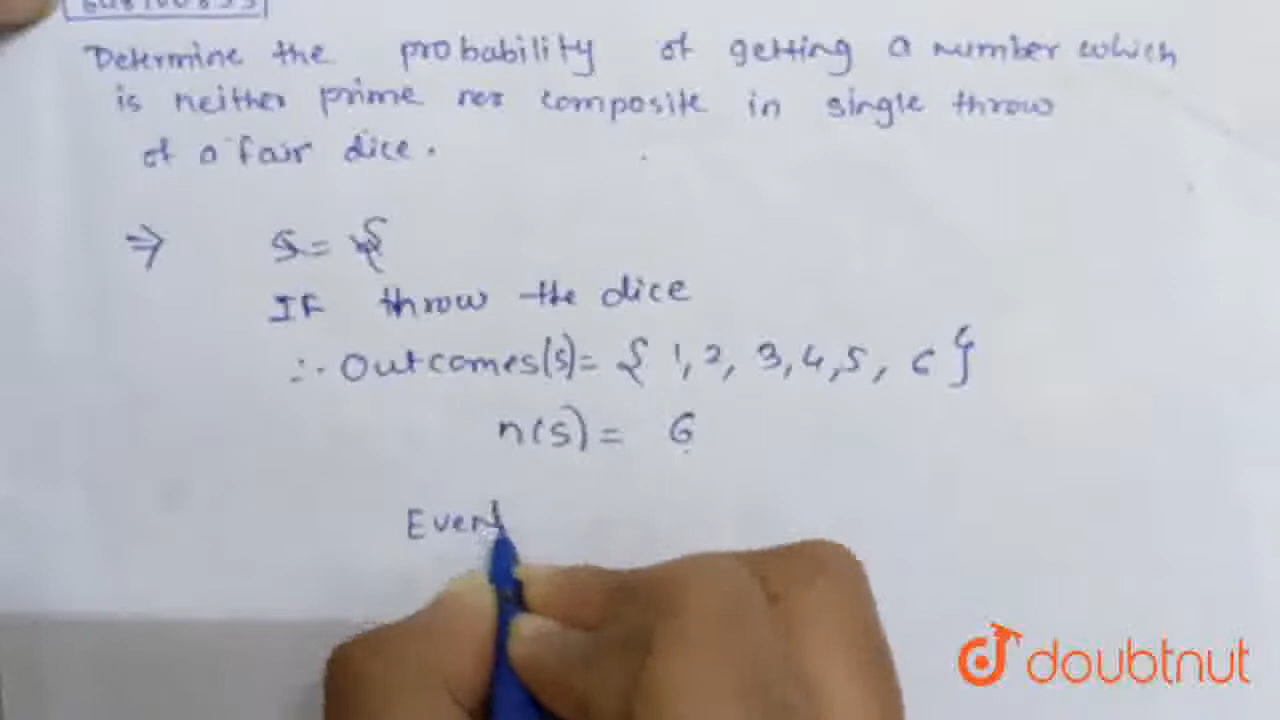 Determine the probability of getting a number which
is neither prime nor composite in single throw
of a fair dice.
⇒ S = {
If throw the dice
∴ Outcomes(s) = { 1, 2, 3, 4, 5, 6 }
n(s) = 6
Event
doubtnut